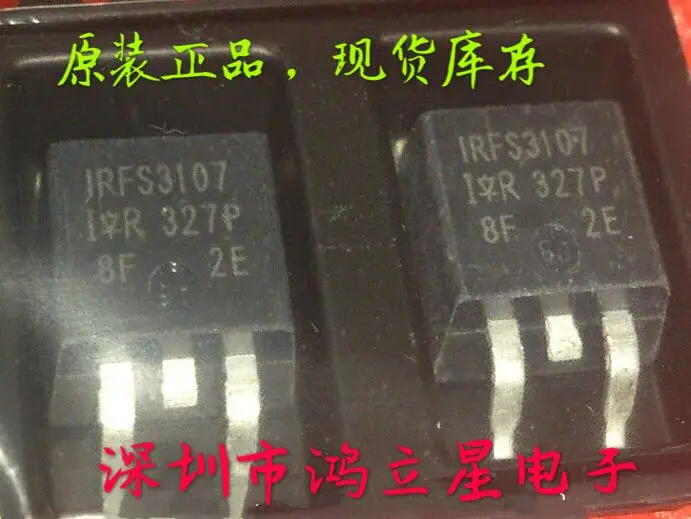 原装正品，现货库存
IRFS3107
IR 327P
8F 2E
IRFS3107
IR 327P
8F 2E
深圳市鸿立星电子